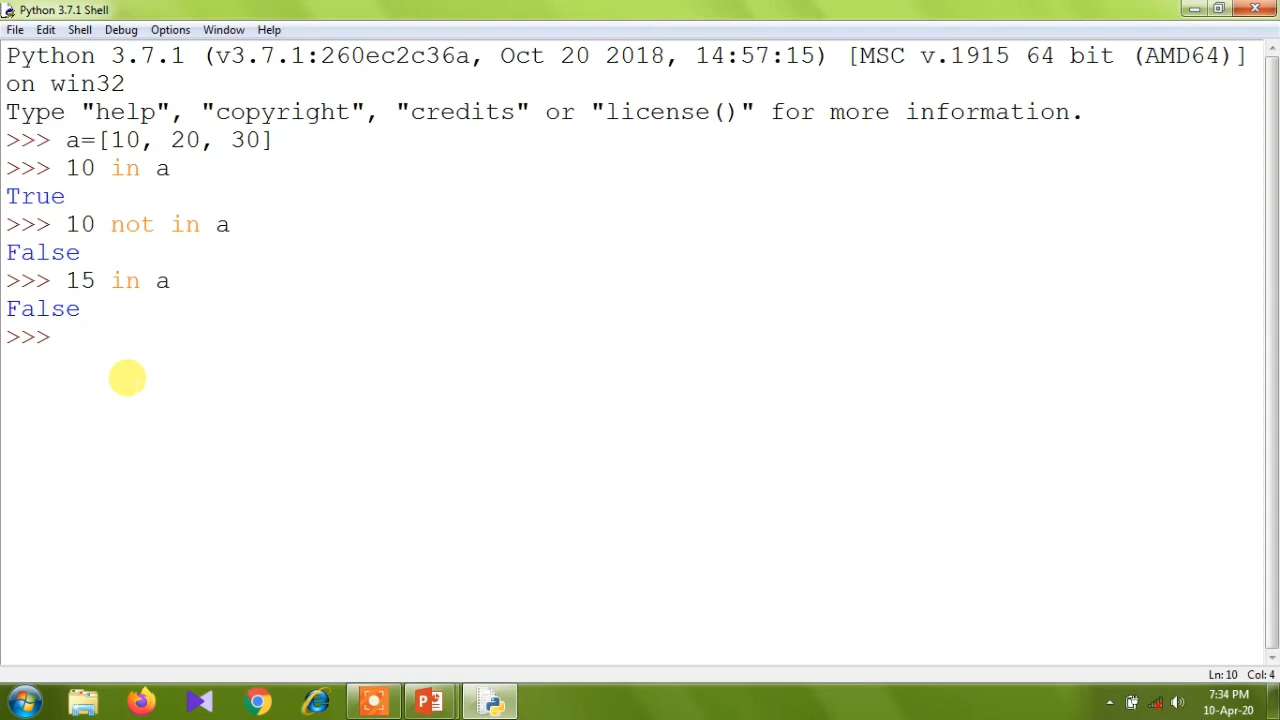 Python 3.7.1 Shell
File Edit Shell Debug Options Window Help
Python 3.7.1 (v3.7.1:260ec2c36a, Oct 20 2018, 14:57:15) [MSC v.1915 64 bit (AMD64)]
on win32
Type "help", "copyright", "credits" or "license()" for more information.
>>> a=[10, 20, 30]
>>> 10 in a
True
>>> 10 not in a
False
>>> 15 in a
False
>>>
Ln: 10 Col: 4
7:34 PM
10-Apr-20